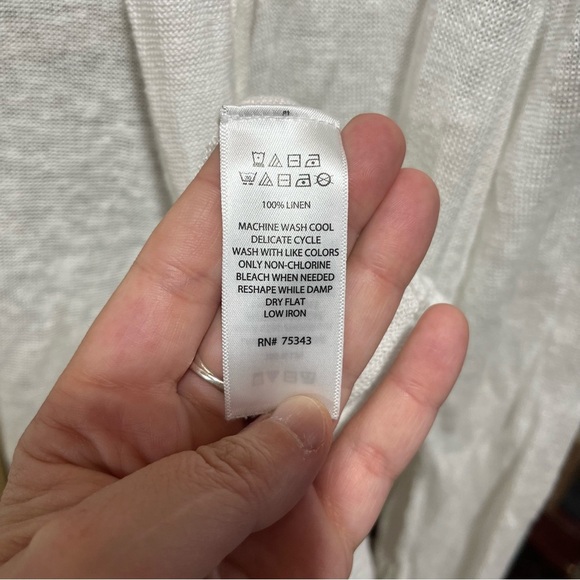 100% LINEN
MACHINE WASH COOL
DELICATE CYCLE
WASH WITH LIKE COLORS
ONLY NON-CHLORINE
BLEACH WHEN NEEDED
RESHAPE WHILE DAMP
DRY FLAT
LOW IRON
RN# 75343